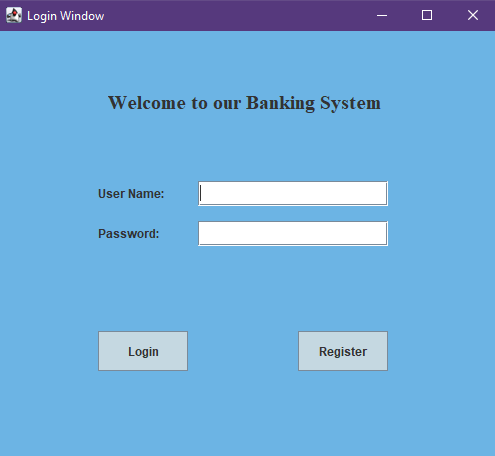 Login Window
Welcome to our Banking System
User Name:
Password:
Login
Register